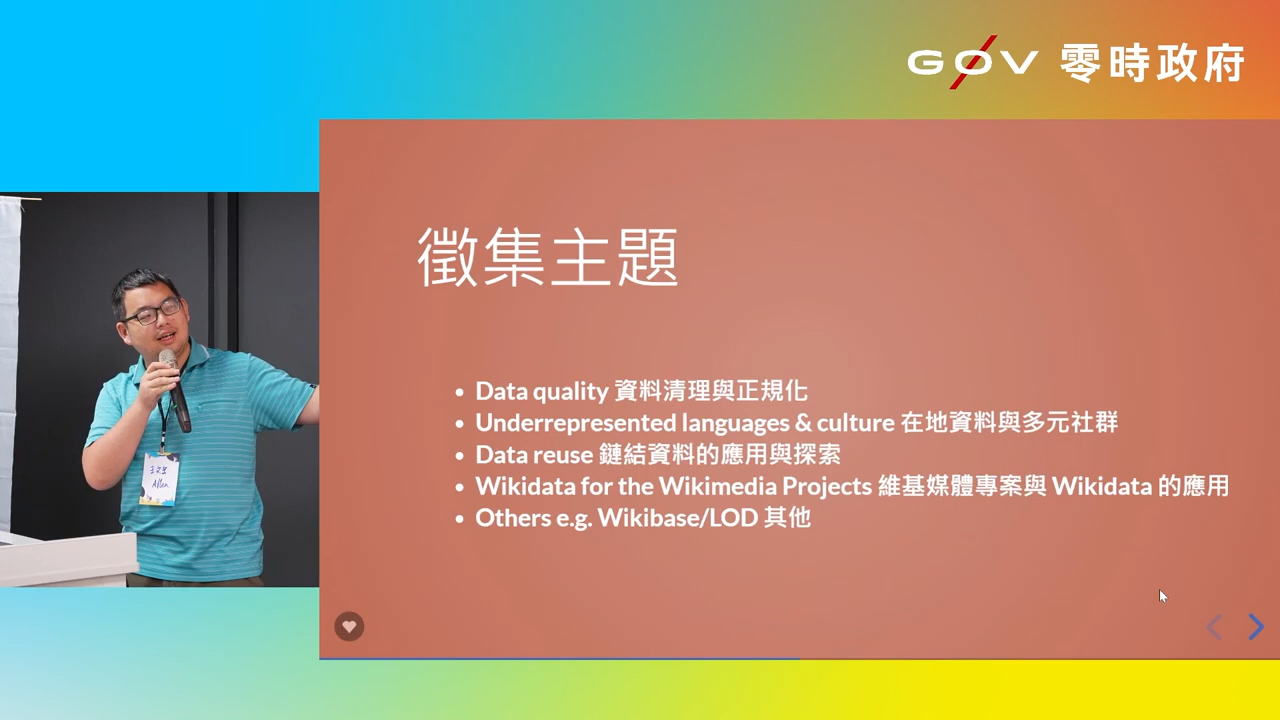 GØV 零時政府
徵集主題
Data quality 資料清理與正規化
Underrepresented languages & culture 在地資料與多元社群
Data reuse 鏈結資料的應用與探索
Wikidata for the Wikimedia Projects 維基媒體專案與 Wikidata 的應用
Others e.g. Wikibase/LOD 其他
Allen